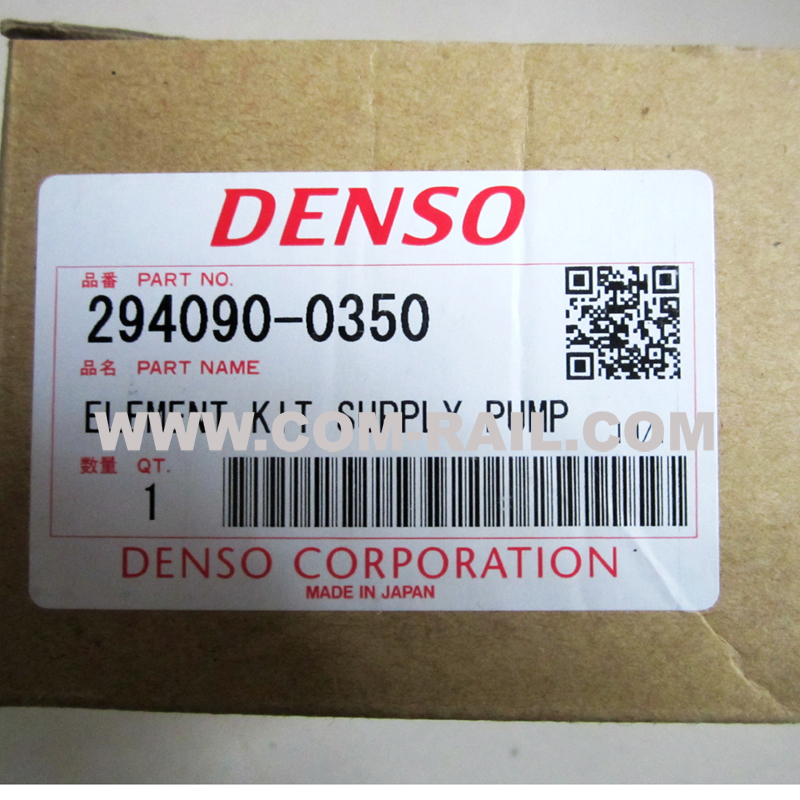 DENSO
品番 PART NO.
294090-0350
品名 PART NAME
ELEMENT KIT SUPPLY PUMP
WWW.COM-RAIL.COM
数量 QT.
1
DENSO CORPORATION
MADE IN JAPAN